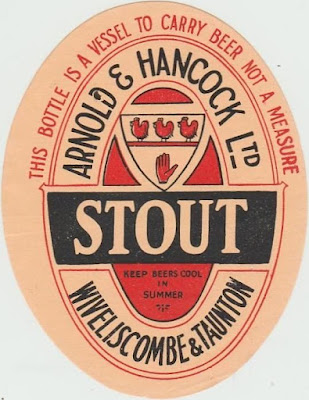 THIS BOTTLE IS A VESSEL TO CARRY BEER NOT A MEASURE
ARNOLD & HANCOCK LTD
STOUT
KEEP BEERS COOL
IN
SUMMER
WIVELISCOMBE & TAUNTON